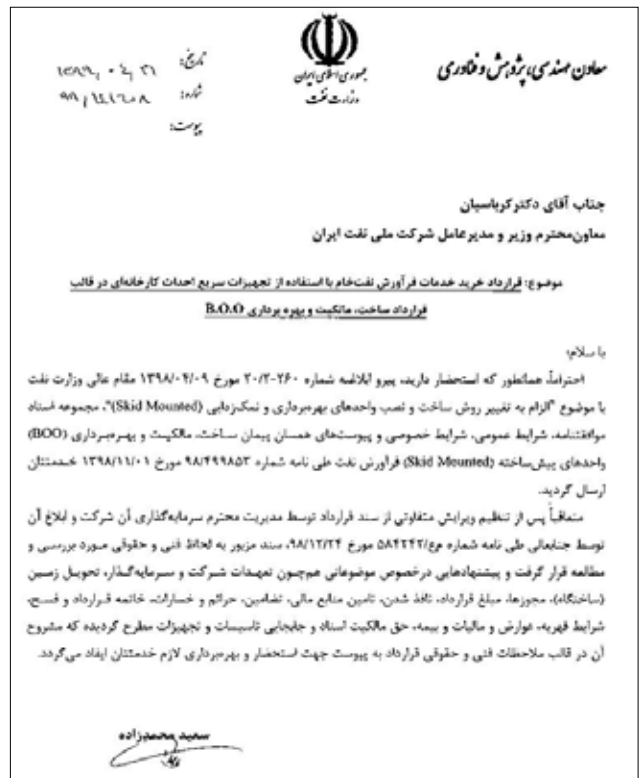 معاون مهندسی، پژوهش و فناوری
جمهوری اسلامی ایران
وزارت نفت
تاریخ:
شماره:
پیوست:
جناب آقای دکتر کرباسیان
معاون‌محترم وزیر و مدیرعامل شرکت ملی نفت ایران
موضوع: قرارداد خرید خدمات فرآورش نفت‌خام با استفاده از تجهیزات سریع احداث کارخانه‌ای در قالب
قرارداد ساخت، مالکیت و بهره برداری B.O.O
با سلام؛
احتراماً، همانطور که استحضار دارید، پیرو ابلاغیه شماره ۲۶۰-۲۰/۲ مورخ ۱۳۹۸/۰۴/۰۹ مقام عالی وزارت نفت
با موضوع "الزام به تغییر روش ساخت و نصب واحدهای بهره‌برداری و نمک‌زدایی (Skid Mounted)"، مجموعه اسناد
موافقتنامه، شرایط عمومی، شرایط خصوصی و پیوست‌های همسان پیمان ساخت، مالکیت و بهره‌برداری (BOO)
واحدهای پیش‌ساخته (Skid Mounted) فرآورش نفت طی نامه شماره ۹۸/۴۹۹۸۵۳ مورخ ۱۳۹۸/۱۱/۰۱ خدمتتان
ارسال گردید.
متعاقباً پس از تنظیم ویرایش متفاوتی از سند قرارداد توسط مدیریت محترم سرمایه‌گذاری آن شرکت و ابلاغ آن
توسط جنابعالی طی نامه شماره م‌ع/۵۸۴۲۴۲ مورخ ۹۸/۱۲/۲۴، سند مزبور به لحاظ فنی و حقوقی مورد بررسی و
مطالعه قرار گرفت و پیشنهادهایی درخصوص موضوعاتی همچون تعهدات شرکت و سرمایه‌گذار، تحویل زمین
(ساختگاه)، مجوزها، مبلغ قرارداد، نافذ شدن، تامین منابع مالی، تضامین، جرائم و خسارات، خاتمه قرارداد و فسخ،
شرایط قهریه، عوارض و مالیات و بیمه، حق مالکیت اسناد و جابجایی تاسیسات و تجهیزات مطرح گردیده که مشروح
آن در قالب ملاحظات فنی و حقوقی قرارداد به پیوست جهت استحضار و بهره‌برداری لازم خدمتتان ایفاد می‌گردد.
سعید محمدزاده